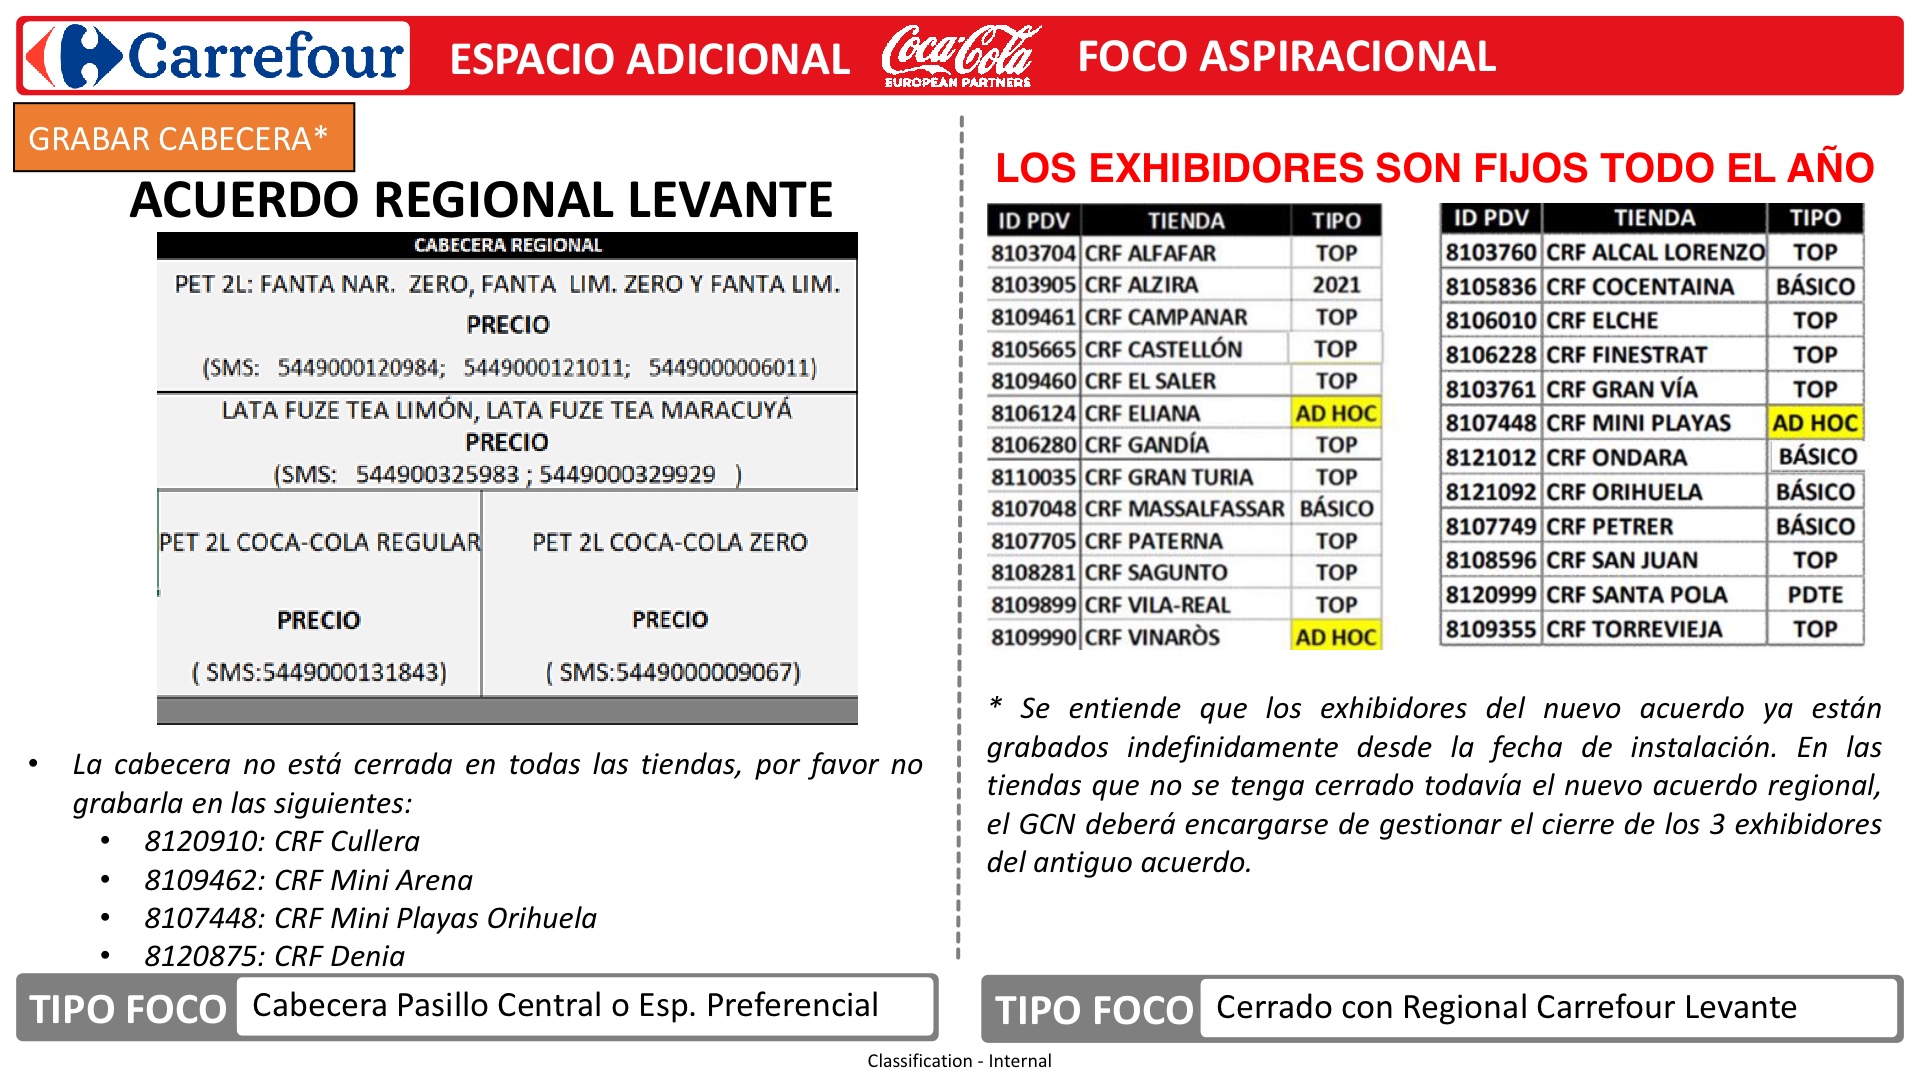 Carrefour
ESPACIO ADICIONAL
Coca-Cola
EUROPEAN PARTNERS
FOCO ASPIRACIONAL
GRABAR CABECERA*
ACUERDO REGIONAL LEVANTE
CABECERA REGIONAL
PET 2L: FANTA NAR. ZERO, FANTA LIM. ZERO Y FANTA LIM.
PRECIO
(SMS: 5449000120984; 5449000121011; 5449000006011)
LATA FUZE TEA LIMÓN, LATA FUZE TEA MARACUYÁ
PRECIO
(SMS: 544900325983 ; 5449000329929 )
PET 2L COCA-COLA REGULAR
PRECIO
( SMS:5449000131843)
PET 2L COCA-COLA ZERO
PRECIO
( SMS:5449000009067)
• La cabecera no está cerrada en todas las tiendas, por favor no
grabarla en las siguientes:
• 8120910: CRF Cullera
• 8109462: CRF Mini Arena
• 8107448: CRF Mini Playas Orihuela
• 8120875: CRF Denia
TIPO FOCO Cabecera Pasillo Central o Esp. Preferencial
LOS EXHIBIDORES SON FIJOS TODO EL AÑO
ID PDV TIENDA TIPO
8103704 CRF ALFAFAR TOP
8103905 CRF ALZIRA 2021
8109461 CRF CAMPANAR TOP
8105665 CRF CASTELLÓN TOP
8109460 CRF EL SALER TOP
8106124 CRF ELIANA AD HOC
8106280 CRF GANDÍA TOP
8110035 CRF GRAN TURIA TOP
8107048 CRF MASSALFASSAR BÁSICO
8107705 CRF PATERNA TOP
8108281 CRF SAGUNTO TOP
8109899 CRF VILA-REAL TOP
8109990 CRF VINARÒS AD HOC
ID PDV TIENDA TIPO
8103760 CRF ALCAL LORENZO TOP
8105836 CRF COCENTAINA BÁSICO
8106010 CRF ELCHE TOP
8106228 CRF FINESTRAT TOP
8103761 CRF GRAN VÍA TOP
8107448 CRF MINI PLAYAS AD HOC
8121012 CRF ONDARA BÁSICO
8121092 CRF ORIHUELA BÁSICO
8107749 CRF PETRER BÁSICO
8108596 CRF SAN JUAN TOP
8120999 CRF SANTA POLA PDTE
8109355 CRF TORREVIEJA TOP
* Se entiende que los exhibidores del nuevo acuerdo ya están
grabados indefinidamente desde la fecha de instalación. En las
tiendas que no se tenga cerrado todavía el nuevo acuerdo regional,
el GCN deberá encargarse de gestionar el cierre de los 3 exhibidores
del antiguo acuerdo.
TIPO FOCO Cerrado con Regional Carrefour Levante
Classification - Internal